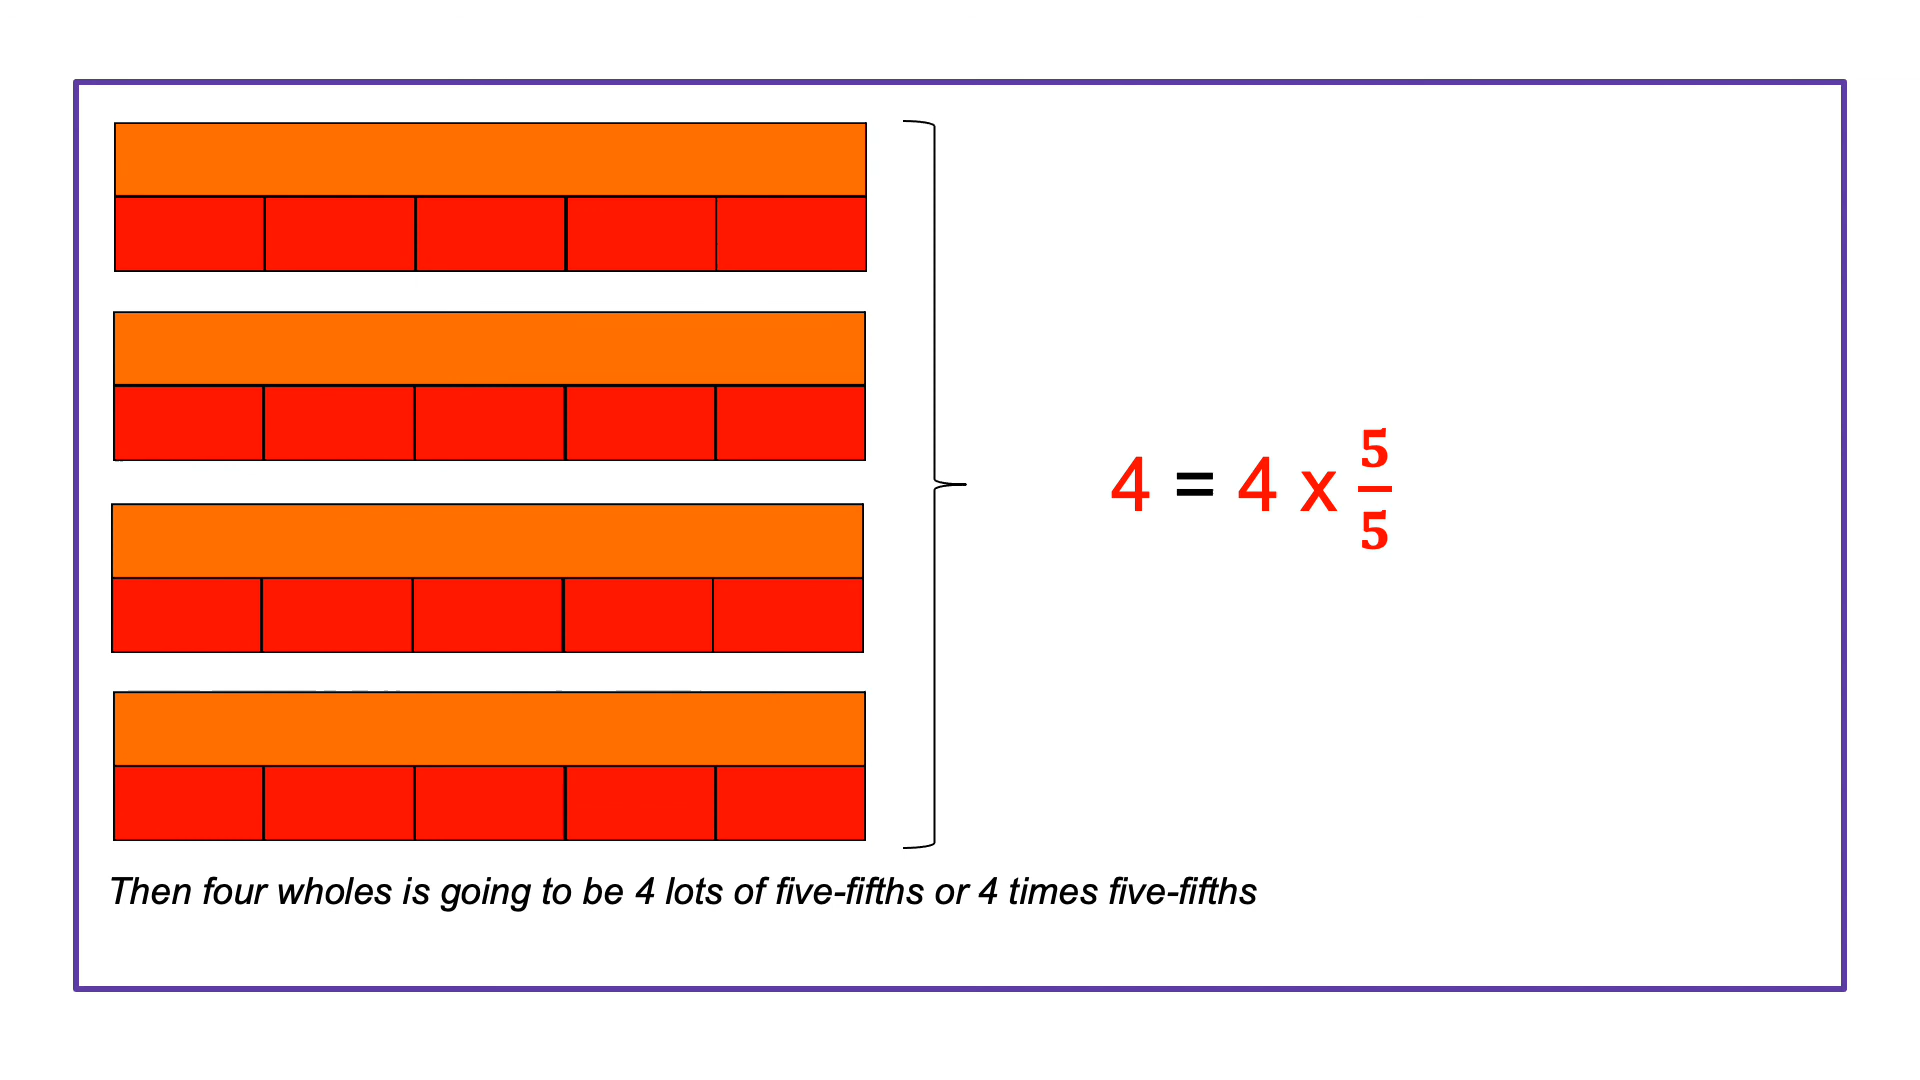 4 = 4 x 5/5
Then four wholes is going to be 4 lots of five-fifths or 4 times five-fifths